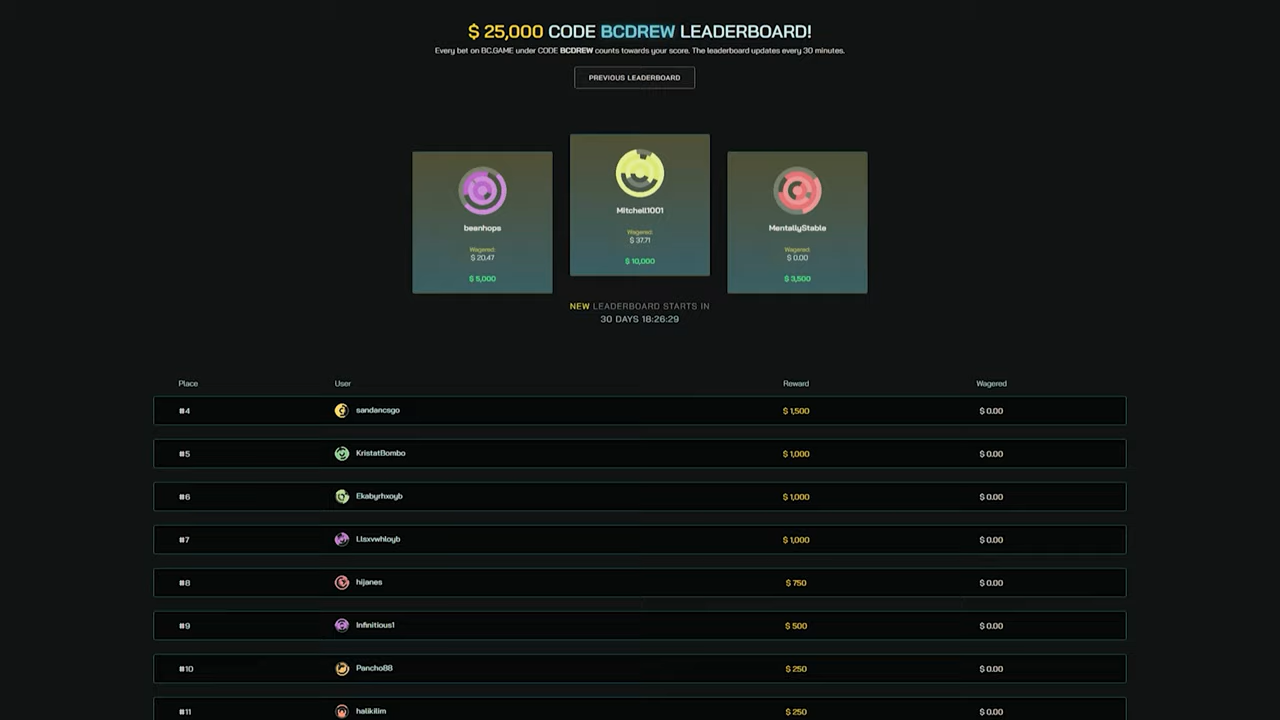 $ 25,000 CODE BCDREW LEADERBOARD!
Every bet on BC.GAME under CODE BCDREW counts towards your score. The leaderboard updates every 30 minutes.
PREVIOUS LEADERBOARD
beanhops
Wagered:
$ 20.47
$ 5,000
Mitchell1001
Wagered:
$ 37.71
$ 10,000
MentallyStable
Wagered:
$ 0.00
$ 3,500
NEW LEADERBOARD STARTS IN
30 DAYS 18:26:29
Place User Reward Wagered
#4 sandancsgo $ 1,500 $ 0.00
#5 KristatBombo $ 1,000 $ 0.00
#6 Ekabyrhxoyb $ 1,000 $ 0.00
#7 Llsxvwhloyb $ 1,000 $ 0.00
#8 hijanes $ 750 $ 0.00
#9 Infinitious1 $ 500 $ 0.00
#10 Pancho88 $ 250 $ 0.00
#11 halikilim $ 250 $ 0.00